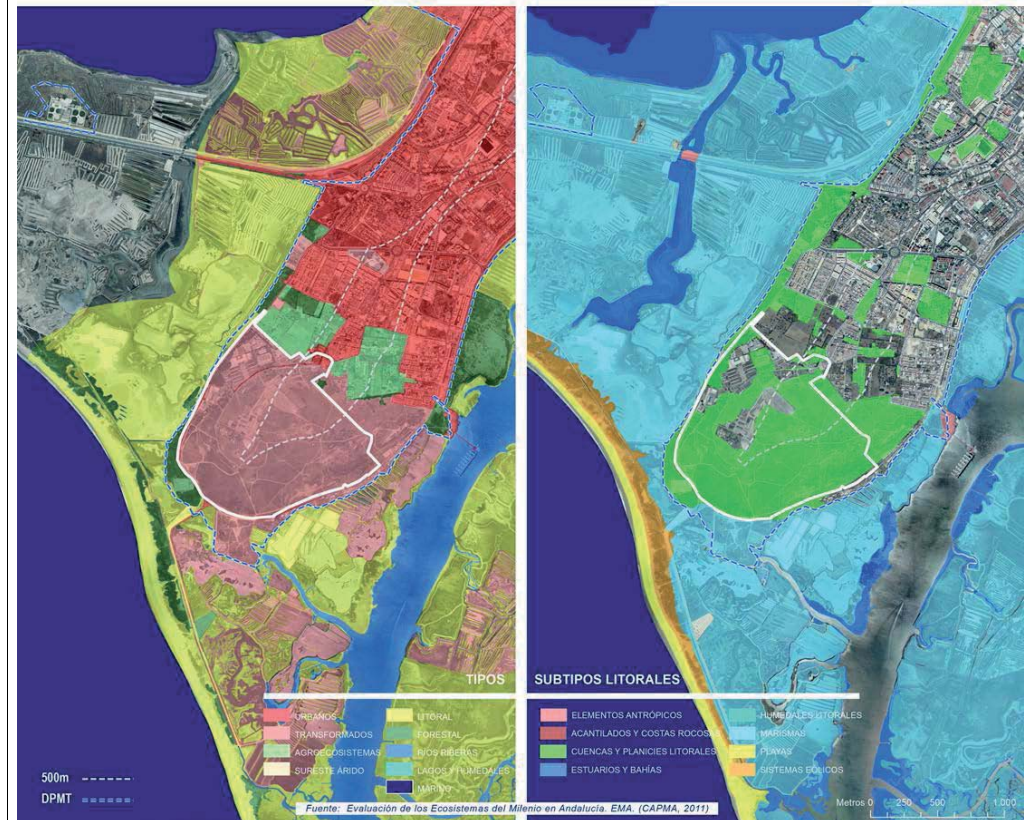 TIPOS
URBANOS
TRANSFORMADOS
AGROECOSISTEMAS
SURESTE ÁRIDO
LITORAL
FORESTAL
RÍOS RIBERAS
LAGOS Y HUMEDALES
MARINO
500m
DPMT
SUBTIPOS LITORALES
ELEMENTOS ANTRÓPICOS
ACANTILADOS Y COSTAS ROCOSAS
CUENCAS Y PLANICIES LITORALES
ESTUARIOS Y BAHÍAS
HUMEDALES LITORALES
MARISMAS
PLAYAS
SISTEMAS EÓLICOS
Metros 0 250 500 1.000
Fuente: Evaluación de los Ecosistemas del Milenio en Andalucía. EMA. (CAPMA, 2011)